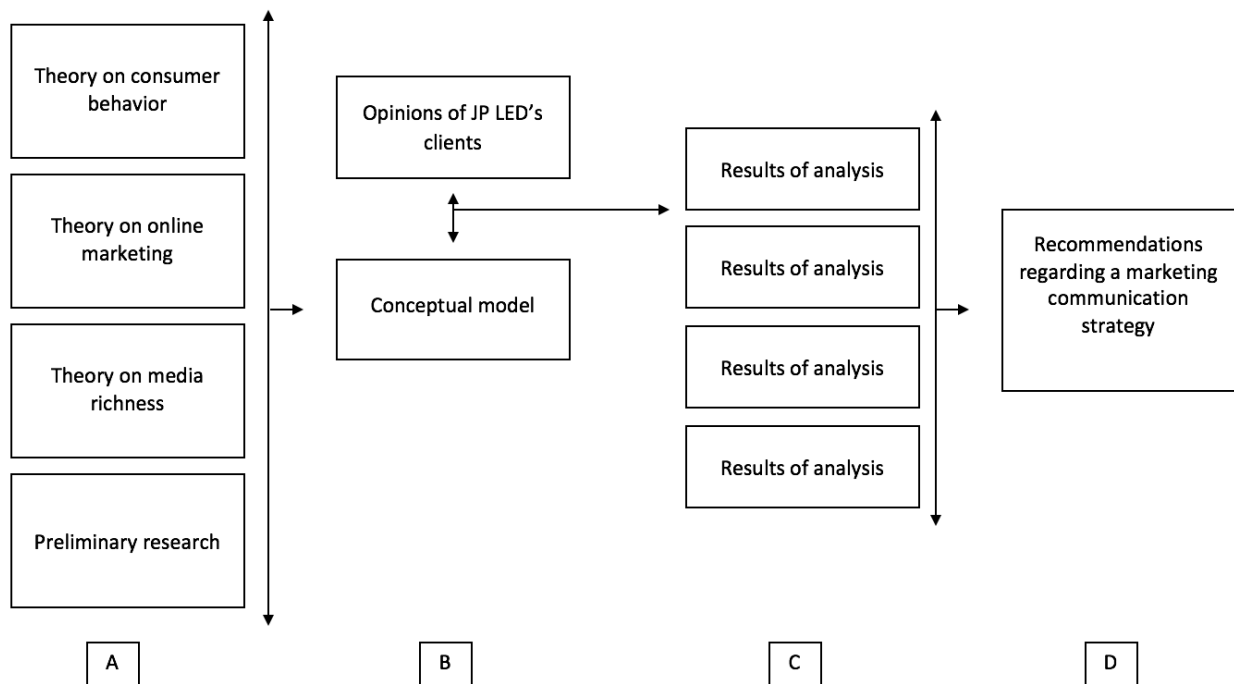 Theory on consumer
behavior
Theory on online
marketing
Theory on media
richness
Preliminary research
A
Opinions of JP LED’s
clients
Conceptual model
B
Results of analysis
Results of analysis
Results of analysis
Results of analysis
C
Recommendations
regarding a marketing
communication
strategy
D